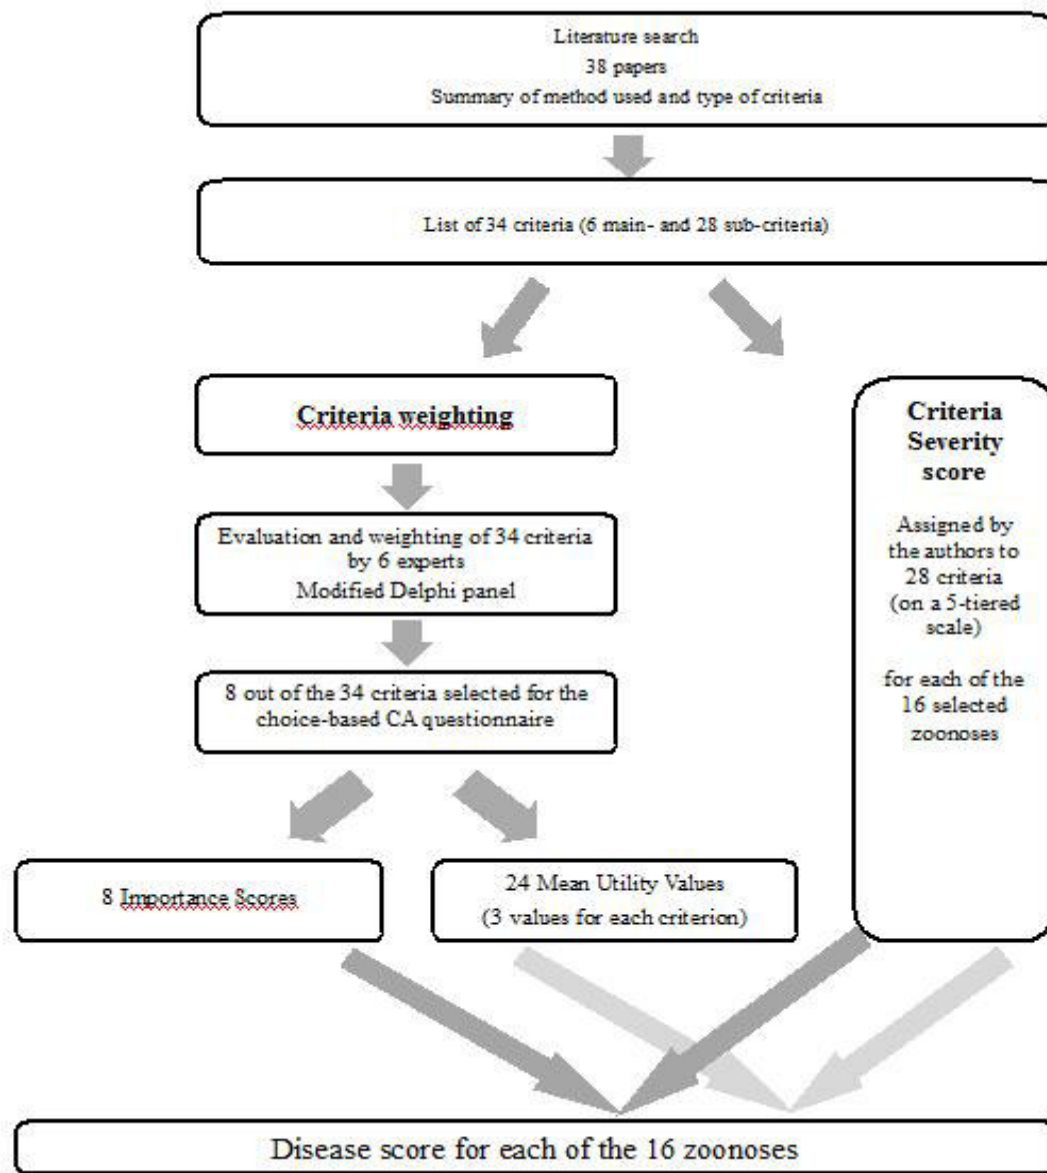 Literature search
38 papers
Summary of method used and type of criteria
List of 34 criteria (6 main- and 28 sub-criteria)
Criteria weighting
Evaluation and weighting of 34 criteria
by 6 experts
Modified Delphi panel
8 out of the 34 criteria selected for the
choice-based CA questionnaire
8 Importance Scores
24 Mean Utility Values
(3 values for each criterion)
Criteria
Severity
score
Assigned by
the authors to
28 criteria
(on a 5-tiered
scale)
for each of the
16 selected
zoonoses
Disease score for each of the 16 zoonoses